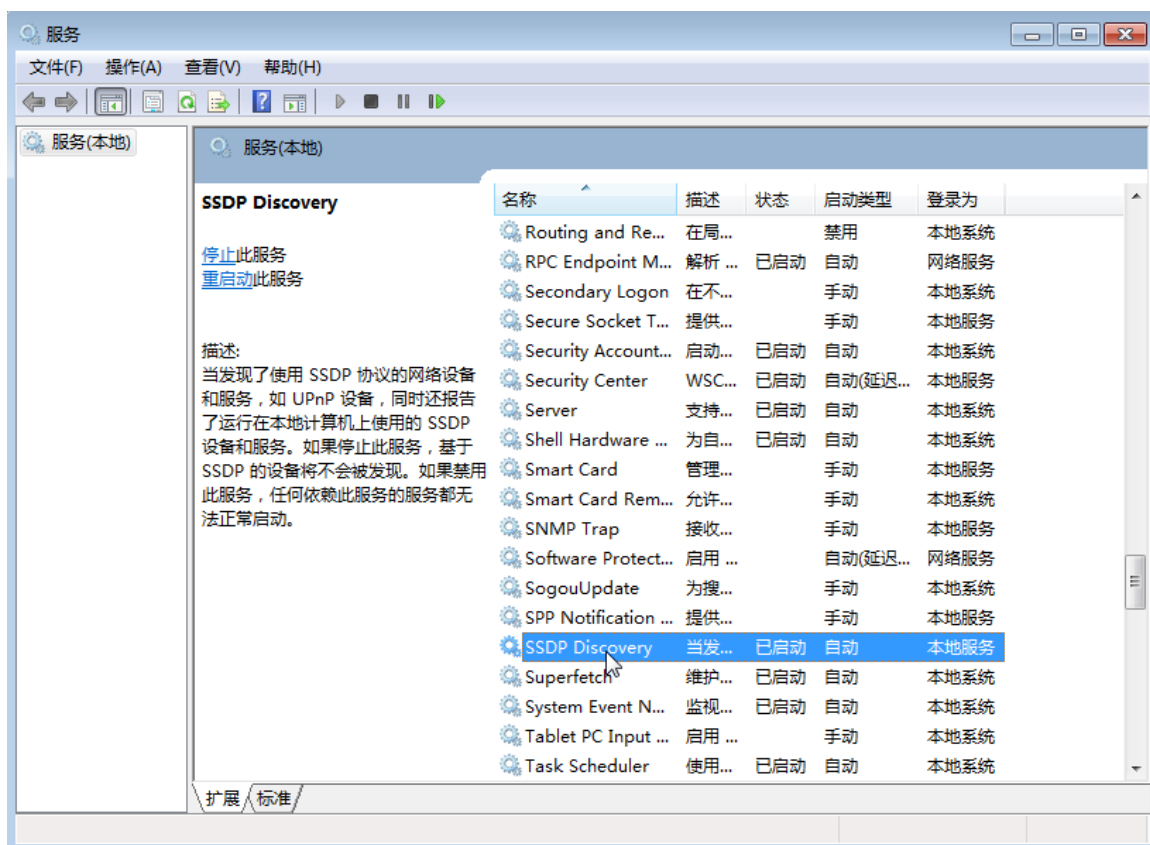 服务
文件(F) 操作(A) 查看(V) 帮助(H)
服务(本地)
服务(本地)
SSDP Discovery
停止此服务
重启动此服务
描述:
当发现了使用 SSDP 协议的网络设备
和服务，如 UPnP 设备，同时还报告
了运行在本地计算机上使用的 SSDP
设备和服务。如果停止此服务，基于
SSDP 的设备将不会被发现。如果禁用
此服务，任何依赖此服务的服务都无
法正常启动。
名称 描述 状态 启动类型 登录为
Routing and Re... 在局... 禁用 本地系统
RPC Endpoint M... 解析 ... 已启动 自动 网络服务
Secondary Logon 在不... 手动 本地系统
Secure Socket T... 提供... 手动 本地服务
Security Account... 启动... 已启动 自动 本地系统
Security Center WSC... 已启动 自动(延迟... 本地服务
Server 支持... 已启动 自动 本地系统
Shell Hardware ... 为自... 已启动 自动 本地系统
Smart Card 管理... 手动 本地服务
Smart Card Rem... 允许... 手动 本地系统
SNMP Trap 接收... 手动 本地服务
Software Protect... 启用 ... 自动(延迟... 网络服务
SogouUpdate 为搜... 手动 本地系统
SPP Notification ... 提供... 手动 本地服务
SSDP Discovery 当发... 已启动 自动 本地服务
Superfetch 维护... 已启动 自动 本地系统
System Event N... 监视... 已启动 自动 本地系统
Tablet PC Input ... 启用 ... 手动 本地系统
Task Scheduler 使用... 已启动 自动 本地系统
扩展 标准